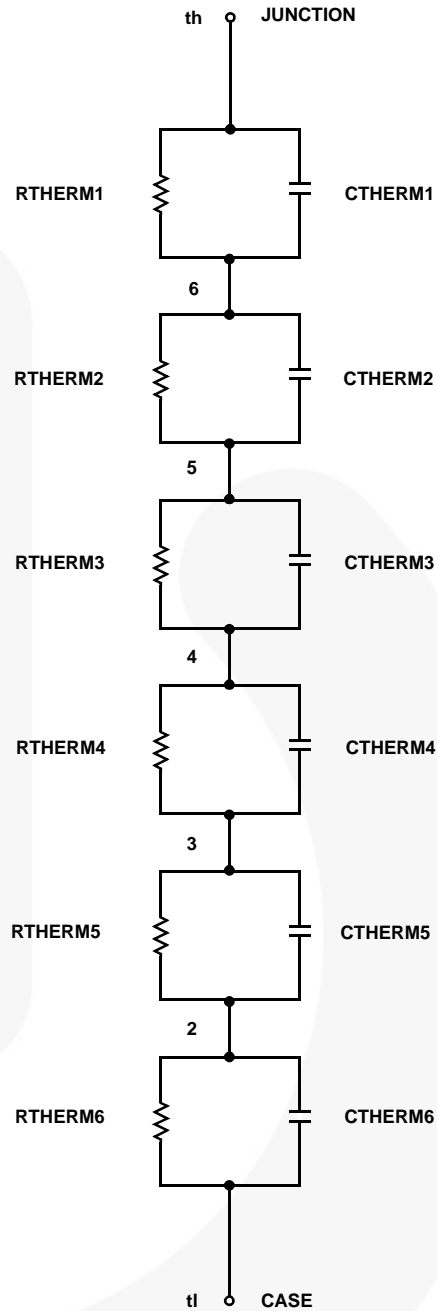 th JUNCTION
RTHERM1 CTHERM1
6
RTHERM2 CTHERM2
5
RTHERM3 CTHERM3
4
RTHERM4 CTHERM4
3
RTHERM5 CTHERM5
2
RTHERM6 CTHERM6
tl CASE